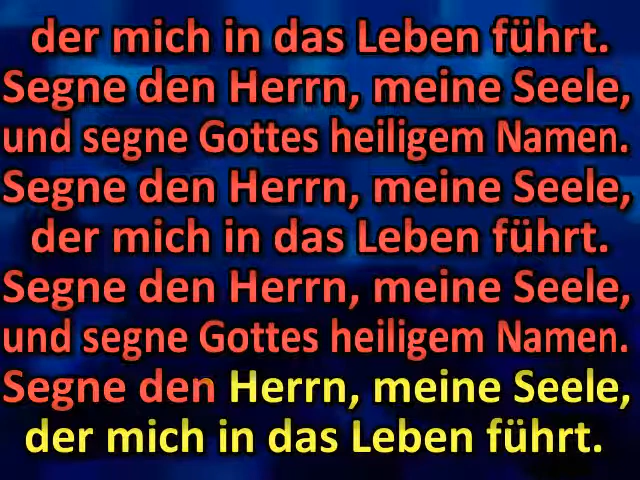 der mich in das Leben führt.
Segne den Herrn, meine Seele,
und segne Gottes heiligem Namen.
Segne den Herrn, meine Seele,
der mich in das Leben führt.
Segne den Herrn, meine Seele,
und segne Gottes heiligem Namen.
Segne den Herrn, meine Seele,
der mich in das Leben führt.